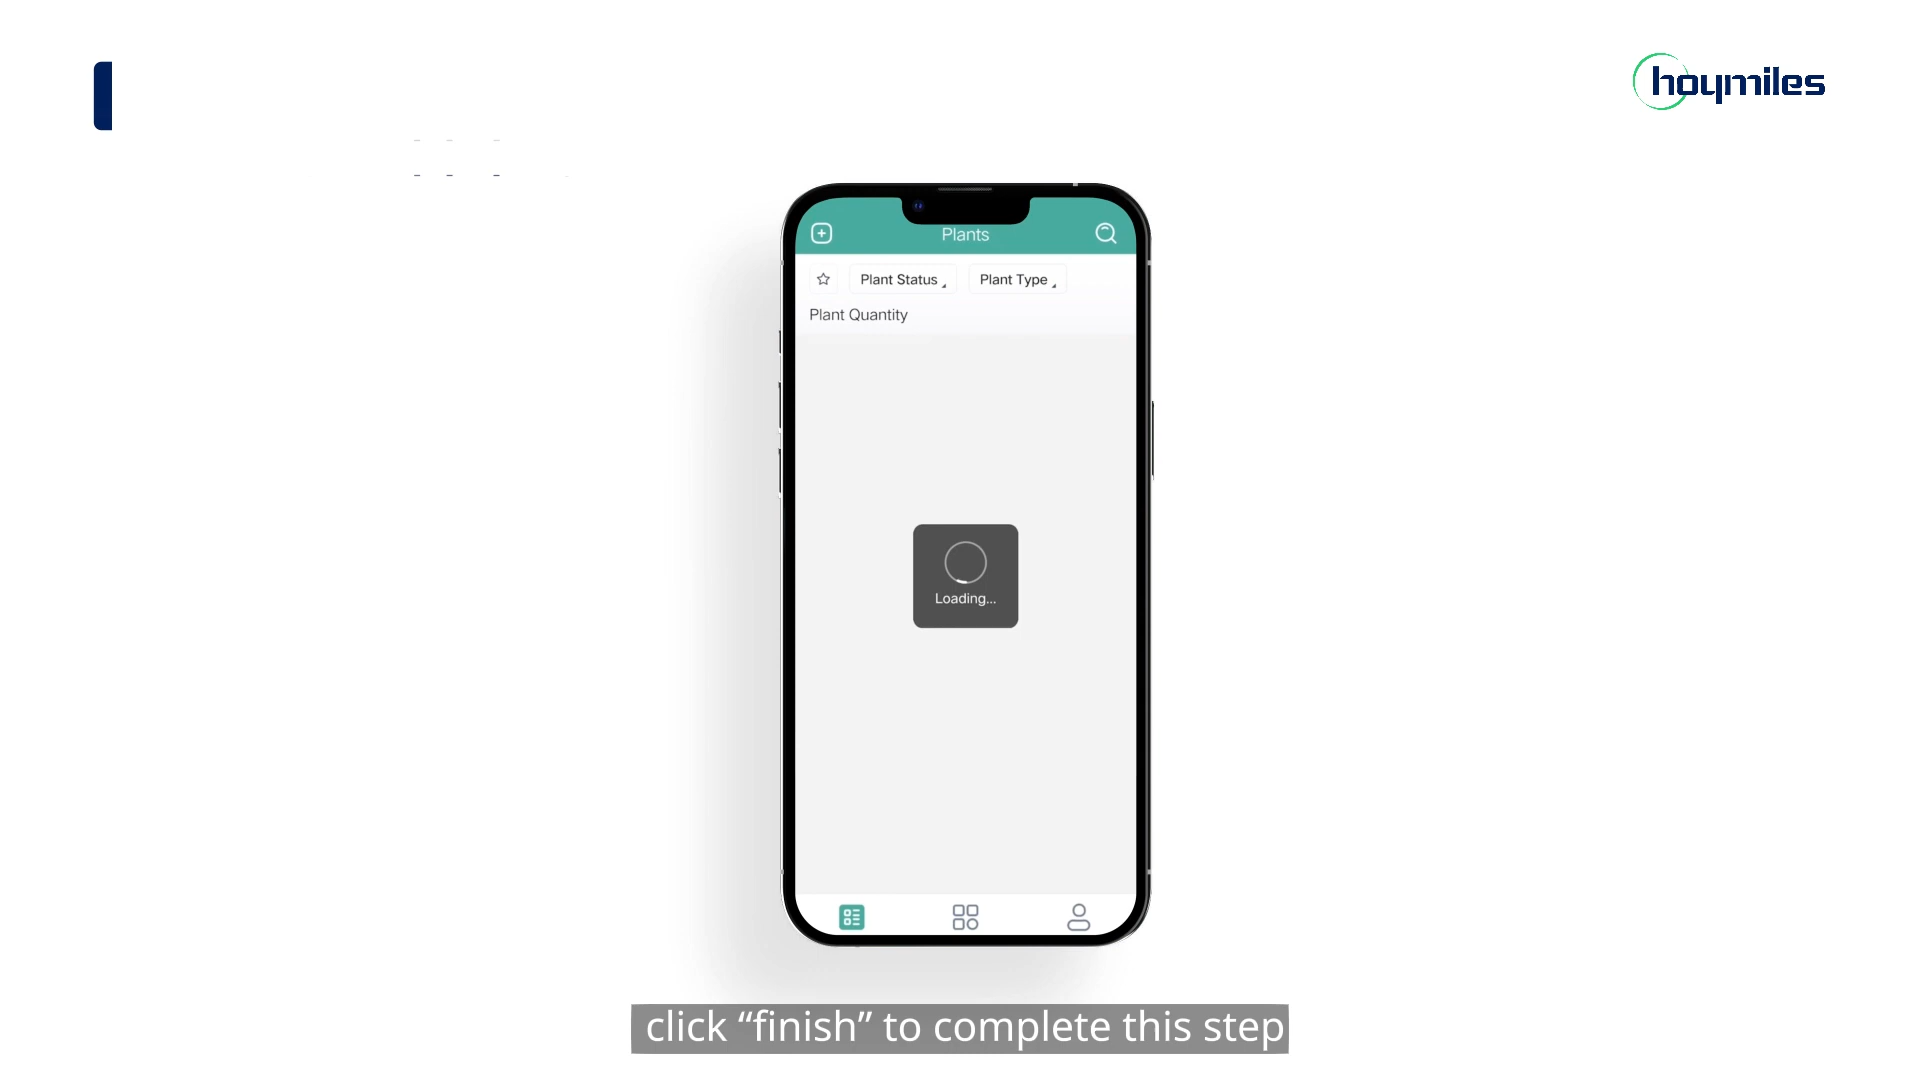 hoymiles
Plants
Plant Status
Plant Type
Plant Quantity
Loading...
click “finish” to complete this step